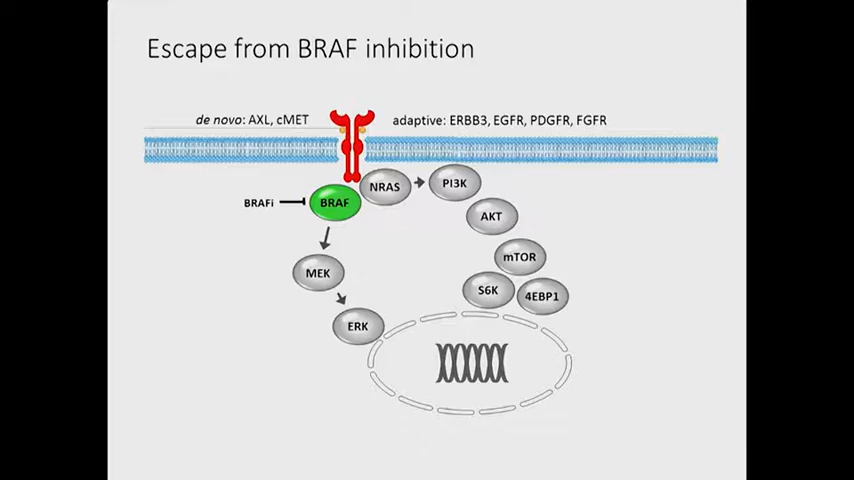 Escape from BRAF inhibition
de novo: AXL, cMET
adaptive: ERBB3, EGFR, PDGFR, FGFR
NRAS
PI3K
BRAFi
BRAF
AKT
mTOR
MEK
S6K
4EBP1
ERK